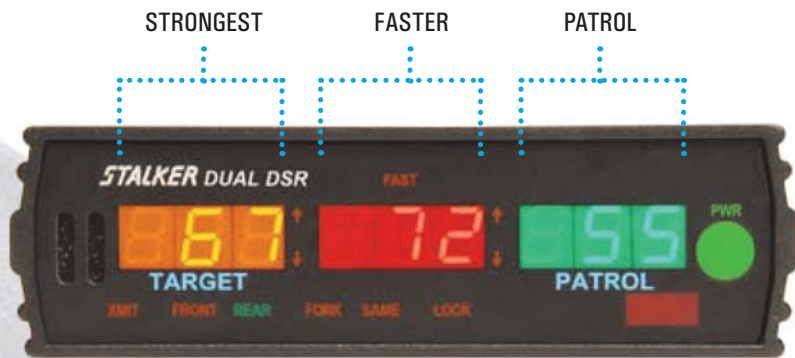 STRONGEST FASTER PATROL
STALKER DUAL DSR FAST
67 72 55 PWR
TARGET PATROL
XMIT FRONT REAR FORK SAME LOCK